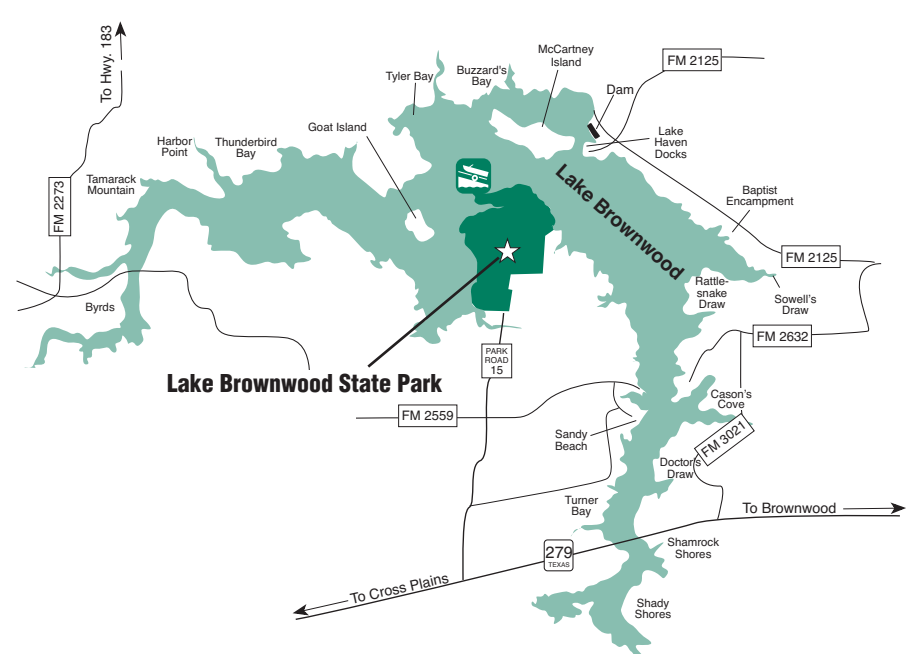 To Hwy. 183
McCartney
Island
FM 2125
Buzzard's
Bay
Tyler Bay
Dam
Goat Island
Lake
Haven
Docks
Harbor
Point
Thunderbird
Bay
Tamarack
Mountain
FM 2273
Lake Brownwood
Baptist
Encampment
FM 2125
Rattle-
snake
Draw
Sowell's
Draw
Byrds
FM 2632
PARK
ROAD
15
Lake Brownwood State Park
Cason's
Cove
FM 2559
FM 3021
Sandy
Beach
Doctor's
Draw
Turner
Bay
To Brownwood
279
TEXAS
Shamrock
Shores
To Cross Plains
Shady
Shores